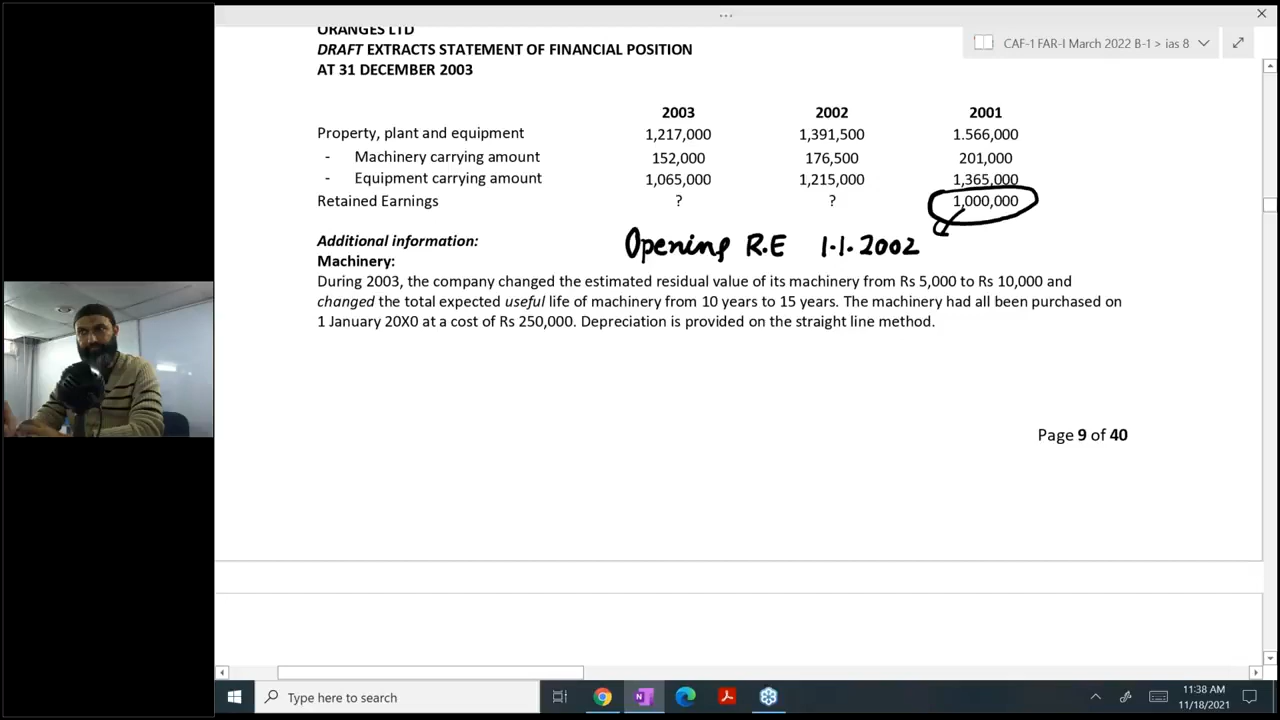 CAF-1 FAR-I March 2022 B-1 > ias 8
ORANGES LTD
DRAFT EXTRACTS STATEMENT OF FINANCIAL POSITION
AT 31 DECEMBER 2003
2003 2002 2001
Property, plant and equipment 1,217,000 1,391,500 1.566,000
- Machinery carrying amount 152,000 176,500 201,000
- Equipment carrying amount 1,065,000 1,215,000 1,365,000
Retained Earnings ? ? 1,000,000
Additional information:
Opening R.E 1.1.2002
Machinery:
During 2003, the company changed the estimated residual value of its machinery from Rs 5,000 to Rs 10,000 and
changed the total expected useful life of machinery from 10 years to 15 years. The machinery had all been purchased on
1 January 20X0 at a cost of Rs 250,000. Depreciation is provided on the straight line method.
Page 9 of 40
Type here to search
11:38 AM
11/18/2021